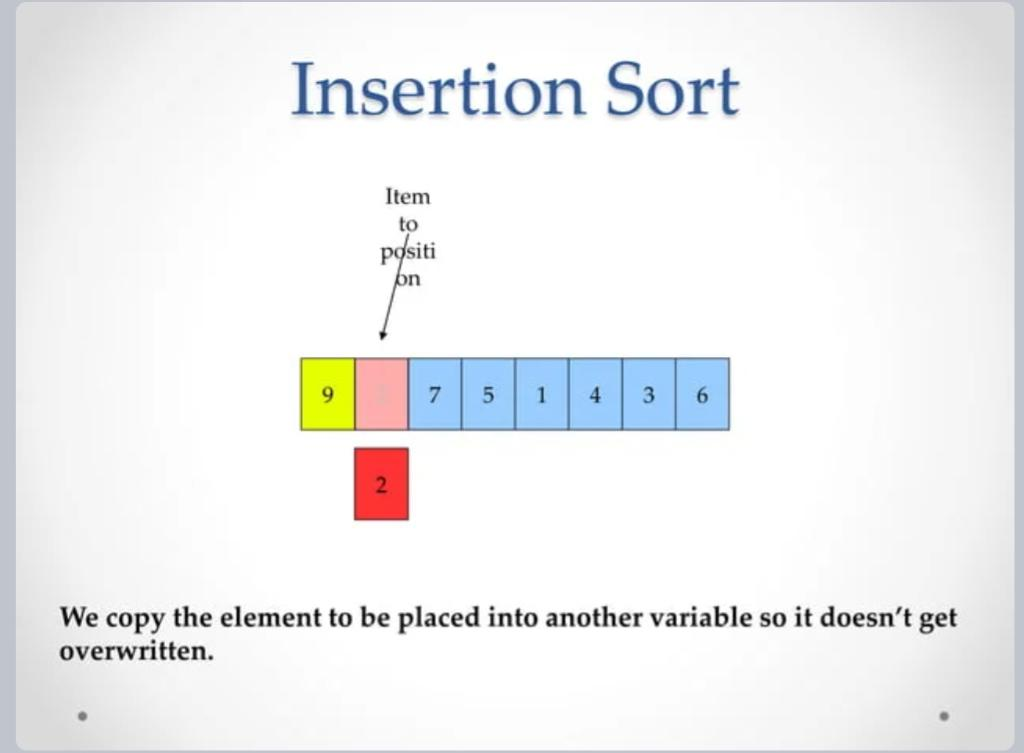 Insertion Sort
Item
to
positi
on
9 7 5 1 4 3 6
2
We copy the element to be placed into another variable so it doesn't get
overwritten.